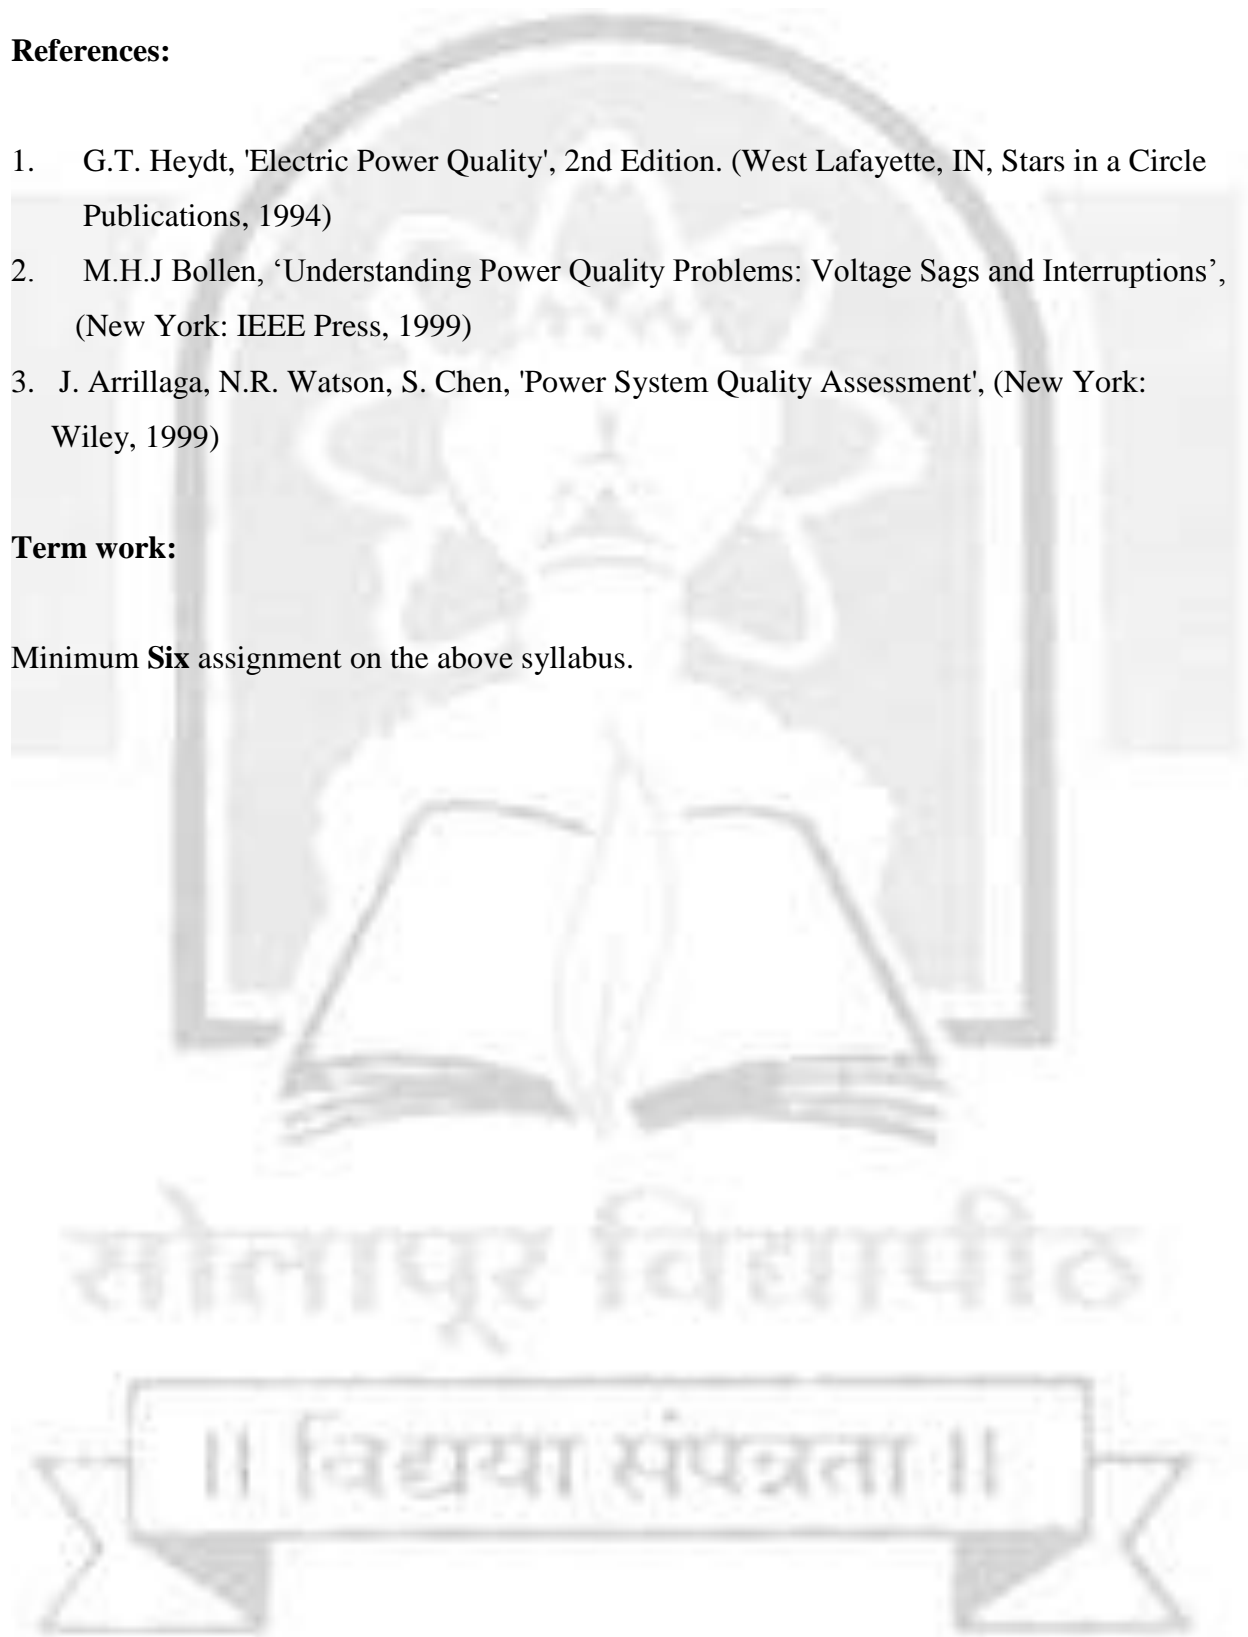 References:
1. G.T. Heydt, 'Electric Power Quality', 2nd Edition. (West Lafayette, IN, Stars in a Circle
Publications, 1994)
2. M.H.J Bollen, ‘Understanding Power Quality Problems: Voltage Sags and Interruptions’,
(New York: IEEE Press, 1999)
3. J. Arrillaga, N.R. Watson, S. Chen, 'Power System Quality Assessment', (New York:
Wiley, 1999)
Term work:
Minimum Six assignment on the above syllabus.
सोलापूर विद्यापीठ
॥ विद्यया संपन्नता ॥